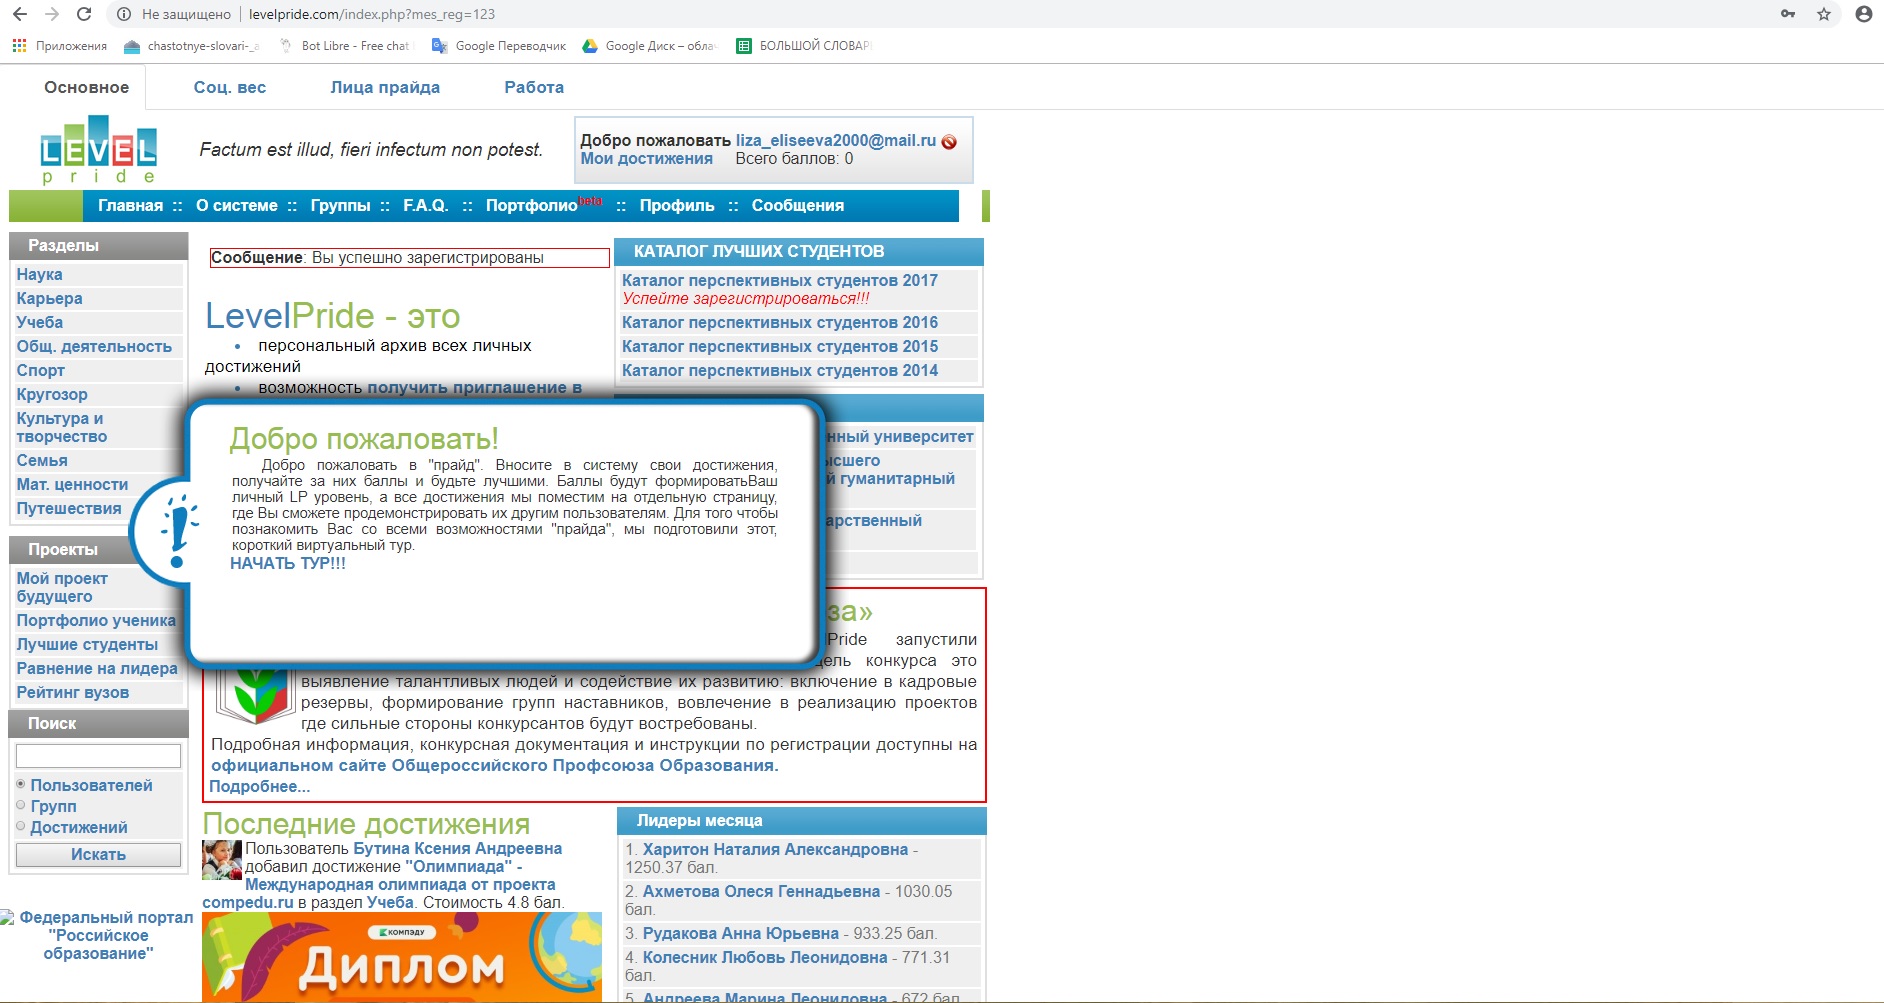 Не защищено | levelpride.com/index.php?mes_reg=123
Приложения
chastotnye-slovari-_a
Bot Libre - Free chat
Google Переводчик
Google Диск – обла
БОЛЬШОЙ СЛОВАР
Основное
Соц. вес
Лица прайда
Работа
LEVEL
pride
Factum est illud, fieri infectum non potest.
Добро пожаловать liza_eliseeva2000@mail.ru
Мои достижения Всего баллов: 0
Главная :: О системе :: Группы :: F.A.Q. :: Портфолио beta :: Профиль :: Сообщения
Разделы
Наука
Карьера
Учеба
Общ. деятельность
Спорт
Кругозор
Культура и
творчество
Семья
Мат. ценности
Путешествия
Проекты
Мой проект
будущего
Портфолио ученика
Лучшие студенты
Равнение на лидера
Рейтинг вузов
Поиск
Пользователей
Групп
Достижений
Искать
Федеральный портал
"Российское
образование"
Сообщение: Вы успешно зарегистрированы
LevelPride - это
• персональный архив всех личных
достижений
• возможность получить приглашение в
Добро пожаловать!
Добро пожаловать в "прайд". Вносите в систему свои достижения,
получайте за них баллы и будьте лучшими. Баллы будут формироватьВаш
личный LP уровень, а все достижения мы поместим на отдельную страницу,
где Вы сможете продемонстрировать их другим пользователям. Для того чтобы
познакомить Вас со всеми возможностями "прайда", мы подготовили этот,
короткий виртуальный тур.
НАЧАТЬ ТУР!!!
КАТАЛОГ ЛУЧШИХ СТУДЕНТОВ
Каталог перспективных студентов 2017
Успейте зарегистрироваться!!!
Каталог перспективных студентов 2016
Каталог перспективных студентов 2015
Каталог перспективных студентов 2014
нный университет
ысшего
й гуманитарный
арственный
за»
Pride запустили
цель конкурса это
выявление талантливых людей и содействие их развитию: включение в кадровые
резервы, формирование групп наставников, вовлечение в реализацию проектов
где сильные стороны конкурсантов будут востребованы.
Подробная информация, конкурсная документация и инструкции по регистрации доступны на
официальном сайте Общероссийского Профсоюза Образования.
Подробнее...
Последние достижения
Пользователь Бутина Ксения Андреевна
добавил достижение "Олимпиада" -
Международная олимпиада от проекта
compedu.ru в раздел Учеба. Стоимость 4.8 бал.
КОМПЭДУ
ДИПЛОМ
Лидеры месяца
1. Харитон Наталия Александровна -
1250.37 бал.
2. Ахметова Олеся Геннадьевна - 1030.05
бал.
3. Рудакова Анна Юрьевна - 933.25 бал.
4. Колесник Любовь Леонидовна - 771.31
бал.
5. Андреева Марина Леонидовна - 672 бал.